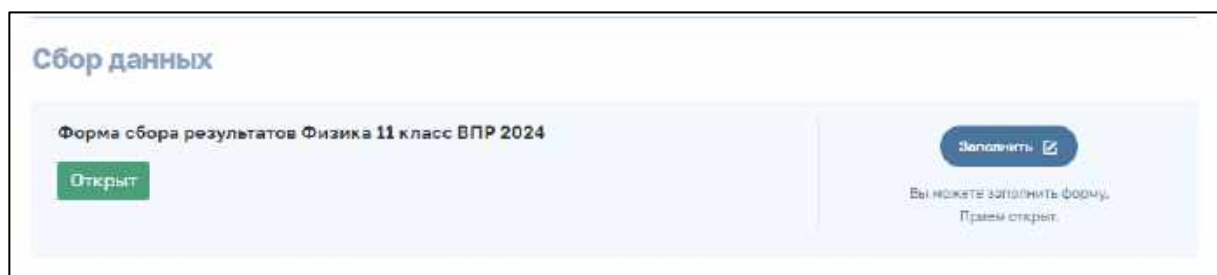 Сбор данных
Форма сбора результатов Физика 11 класс ВПР 2024
Открыт
Заполнить
Вы можете заполнить форму.
Прием открыт.